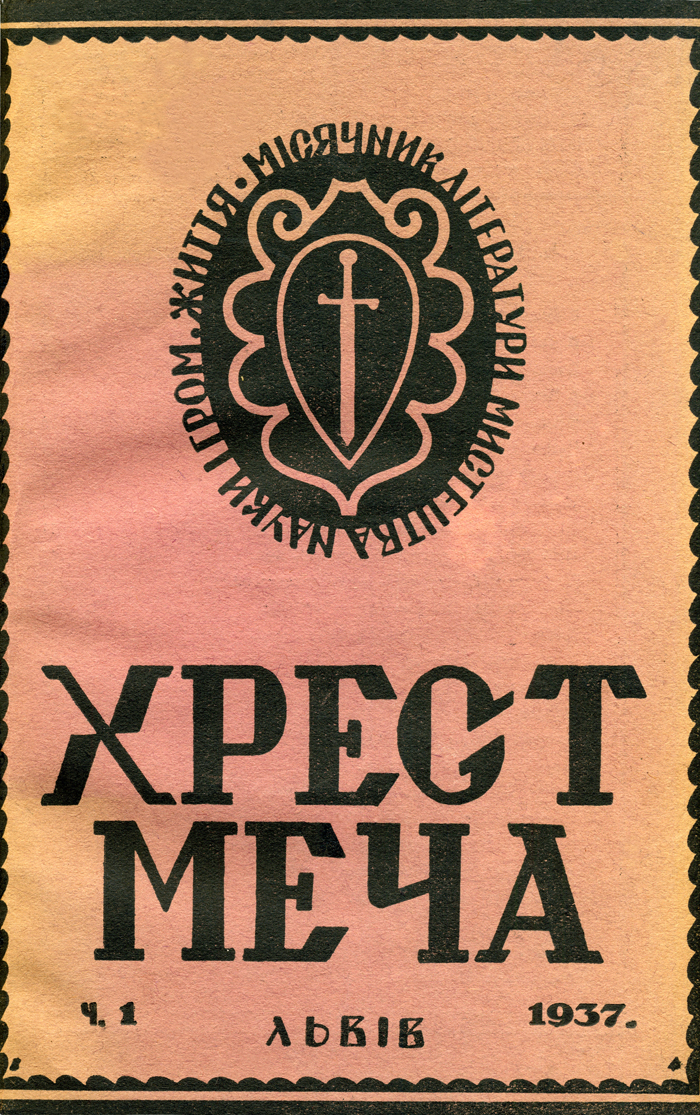 МІСЯЧНИК ЛІТЕРАТУРИ МИСТЕЦТВА НАУКИ І ГРОМ. ЖИТТЯ.
ХРЕСТ
МЕЧА
Ч. 1
ЛЬВІВ
1937.